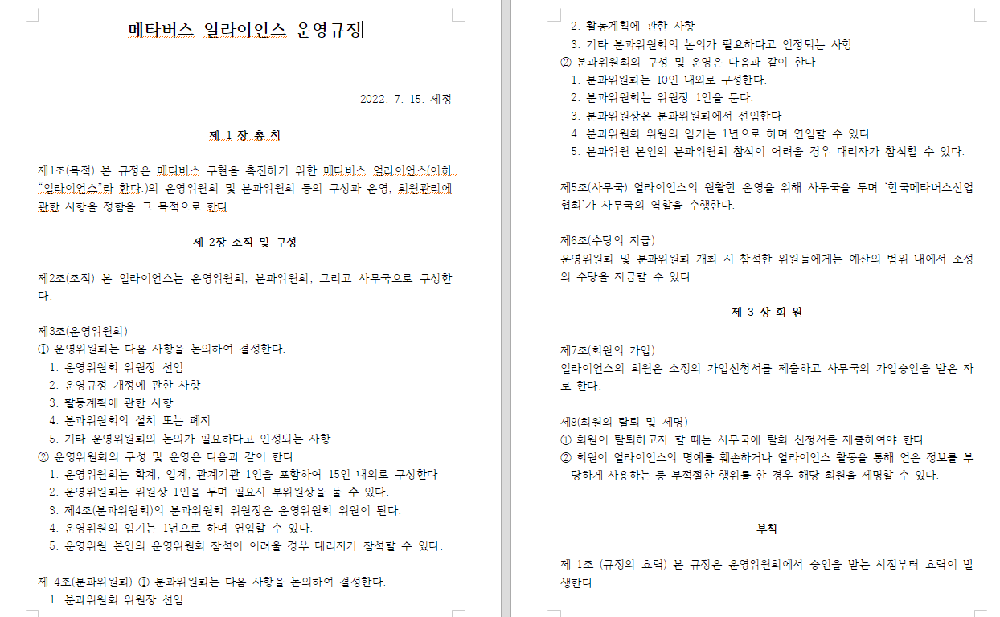 메타버스 얼라이언스 운영규정
2022. 7. 15. 제정
제 1 장 총 칙
제1조(목적) 본 규정은 메타버스 구현을 촉진하기 위한 메타버스 얼라이언스(이하
“얼라이언스”라 한다.)의 운영위원회 및 분과위원회 등의 구성과 운영, 회원관리에
관한 사항을 정함을 그 목적으로 한다.
제 2장 조직 및 구성
제2조(조직) 본 얼라이언스는 운영위원회, 분과위원회, 그리고 사무국으로 구성한
다.
제3조(운영위원회)
① 운영위원회는 다음 사항을 논의하여 결정한다.
1. 운영위원회 위원장 선임
2. 운영규정 개정에 관한 사항
3. 활동계획에 관한 사항
4. 분과위원회의 설치 또는 폐지
5. 기타 운영위원회의 논의가 필요하다고 인정되는 사항
② 운영위원회의 구성 및 운영은 다음과 같이 한다
1. 운영위원회는 학계, 업계, 관계기관 1인을 포함하여 15인 내외로 구성한다
2. 운영위원회는 위원장 1인을 두며 필요시 부위원장을 둘 수 있다.
3. 제4조(분과위원회)의 분과위원회 위원장은 운영위원회 위원이 된다.
4. 운영위원의 임기는 1년으로 하며 연임할 수 있다.
5. 운영위원 본인의 운영위원회 참석이 어려울 경우 대리자가 참석할 수 있다.
제 4조(분과위원회) ① 분과위원회는 다음 사항을 논의하여 결정한다.
1. 분과위원회 위원장 선임
2. 활동계획에 관한 사항
3. 기타 분과위원회의 논의가 필요하다고 인정되는 사항
② 분과위원회의 구성 및 운영은 다음과 같이 한다
1. 분과위원회는 10인 내외로 구성한다.
2. 분과위원회는 위원장 1인을 둔다.
3. 분과위원장은 분과위원회에서 선임한다
4. 분과위원회 위원의 임기는 1년으로 하며 연임할 수 있다.
5. 분과위원 본인의 분과위원회 참석이 어려울 경우 대리자가 참석할 수 있다.
제5조(사무국) 얼라이언스의 원활한 운영을 위해 사무국을 두며 ‘한국메타버스산업
협회’가 사무국의 역할을 수행한다.
제6조(수당의 지급)
운영위원회 및 분과위원회 개최 시 참석한 위원들에게는 예산의 범위 내에서 소정
의 수당을 지급할 수 있다.
제 3 장 회 원
제7조(회원의 가입)
얼라이언스의 회원은 소정의 가입신청서를 제출하고 사무국의 가입승인을 받은 자
로 한다.
제8(회원의 탈퇴 및 제명)
① 회원이 탈퇴하고자 할 때는 사무국에 탈회 신청서를 제출하여야 한다.
② 회원이 얼라이언스의 명예를 훼손하거나 얼라이언스 활동을 통해 얻은 정보를 부
당하게 사용하는 등 부적절한 행위를 한 경우 해당 회원을 제명할 수 있다.
부칙
제 1조 (규정의 효력) 본 규정은 운영위원회에서 승인을 받는 시점부터 효력이 발
생한다.